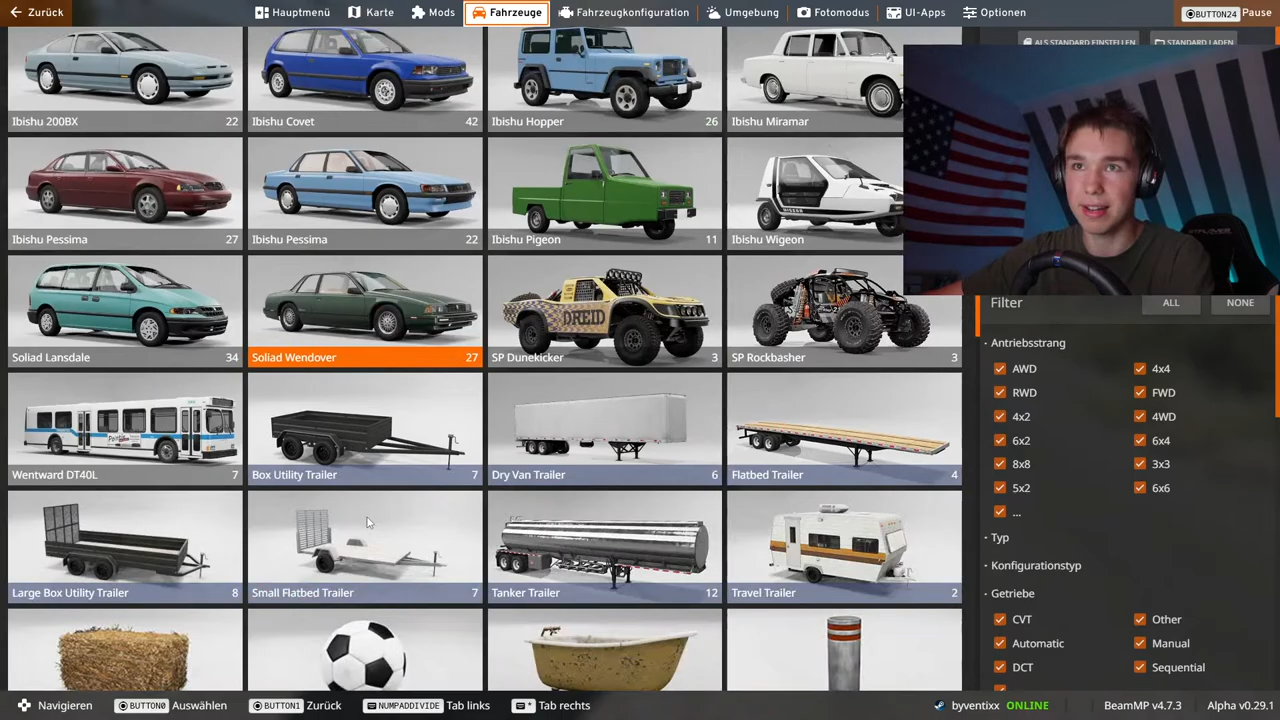 Zurück
Hauptmenü
Karte
Mods
Fahrzeuge
Fahrzeugkonfiguration
Umgebung
Fotomodus
UI-Apps
Optionen
BUTTON24
Pause
ALS STANDARD EINSTELLEN
STANDARD LADEN
Ibishu 200BX 22
Ibishu Covet 42
Ibishu Hopper 26
Ibishu Miramar
Ibishu Pessima 27
Ibishu Pessima 22
Ibishu Pigeon 11
Ibishu Wigeon
Soliad Lansdale 34
Soliad Wendover 27
DREID
SP Dunekicker 3
SP Rockbasher 3
Wentward DT40L 7
Box Utility Trailer 7
Dry Van Trailer 6
Flatbed Trailer 4
Large Box Utility Trailer 8
Small Flatbed Trailer 7
Tanker Trailer 12
Travel Trailer 2
Filter
ALL
NONE
- Antriebsstrang
AWD
4x4
RWD
FWD
4x2
4WD
6x2
6x4
8x8
3x3
5x2
6x6
...
- Typ
- Konfigurationstyp
- Getriebe
CVT
Other
Automatic
Manual
DCT
Sequential
Navigieren
BUTTON0
Auswählen
BUTTON1
Zurück
NUMPADDIVIDE
Tab links
*
Tab rechts
byventixx ONLINE
BeamMP v4.7.3
Alpha v0.29.1